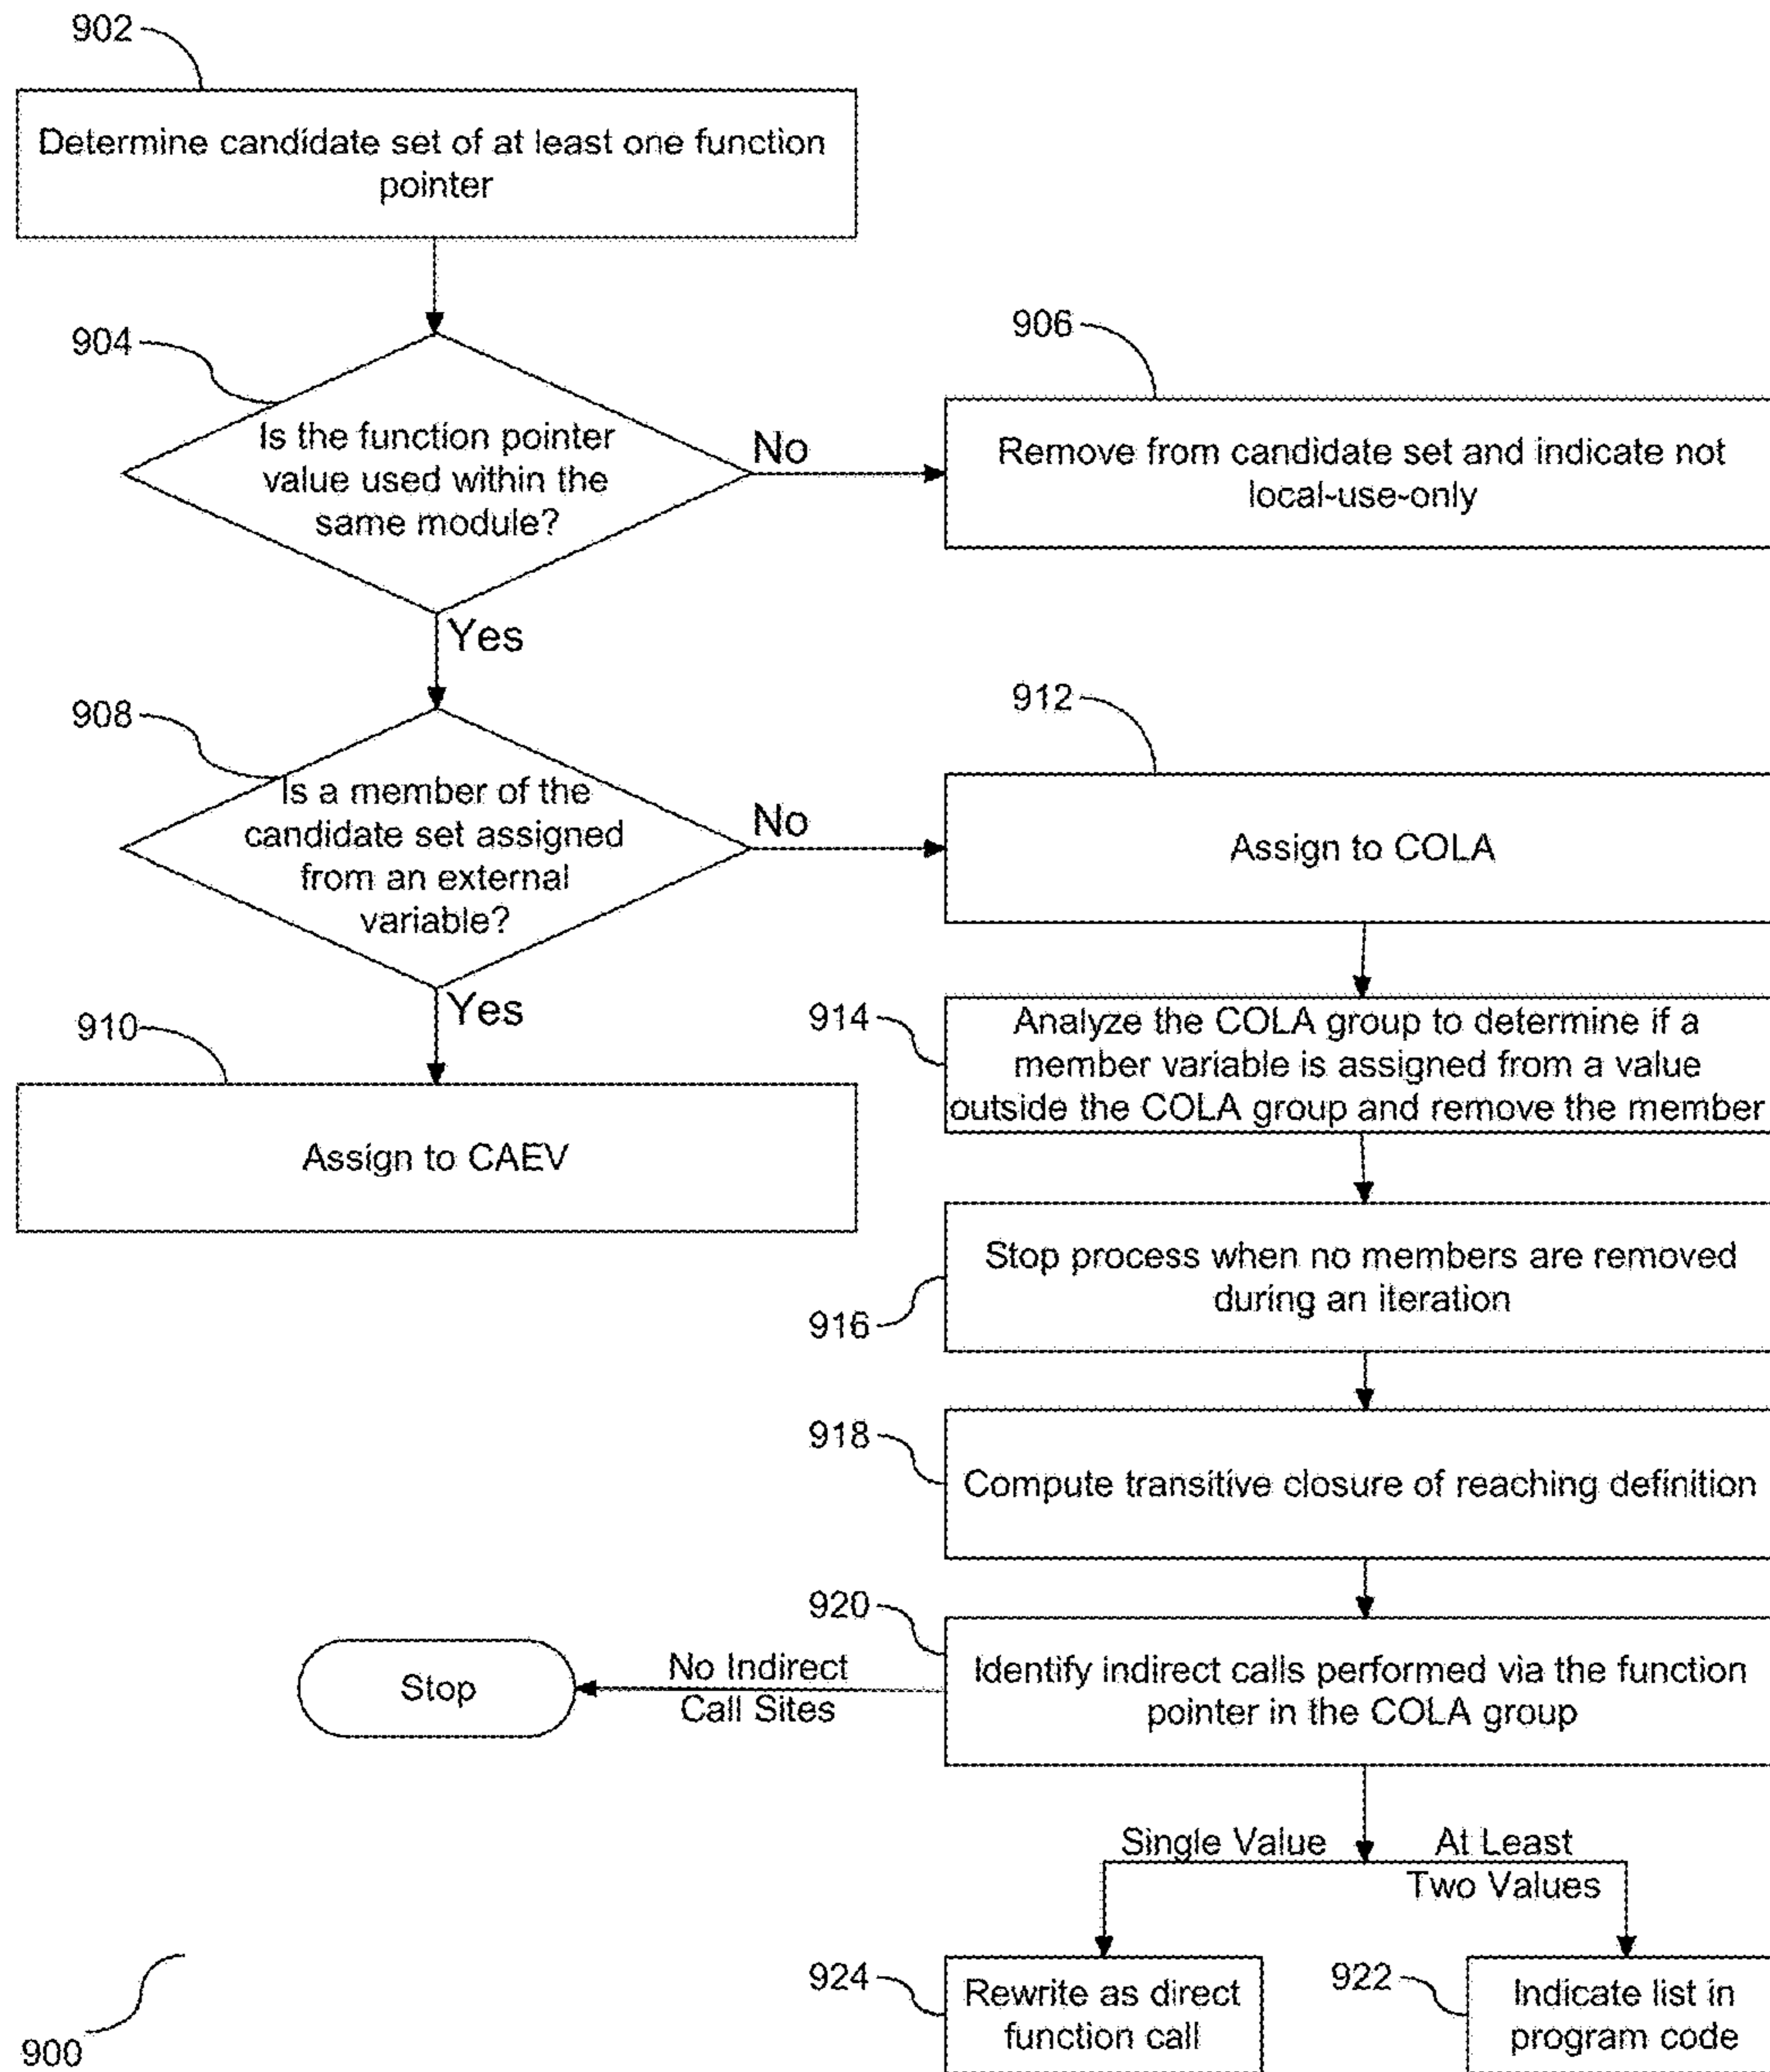 902
Determine candidate set of at least one function
pointer
904
Is the function pointer
value used within the
same module?
No
906
Remove from candidate set and indicate not
local-use-only
Yes
908
Is a member of the
candidate set assigned
from an external
variable?
No
912
Assign to COLA
Yes
910
Assign to CAEV
914
Analyze the COLA group to determine if a
member variable is assigned from a value
outside the COLA group and remove the member
916
Stop process when no members are removed
during an iteration
918
Compute transitive closure of reaching definition
920
Identify indirect calls performed via the function
pointer in the COLA group
No Indirect
Call Sites
Stop
Single Value
At Least
Two Values
924
Rewrite as direct
function call
922
Indicate list in
program code
900